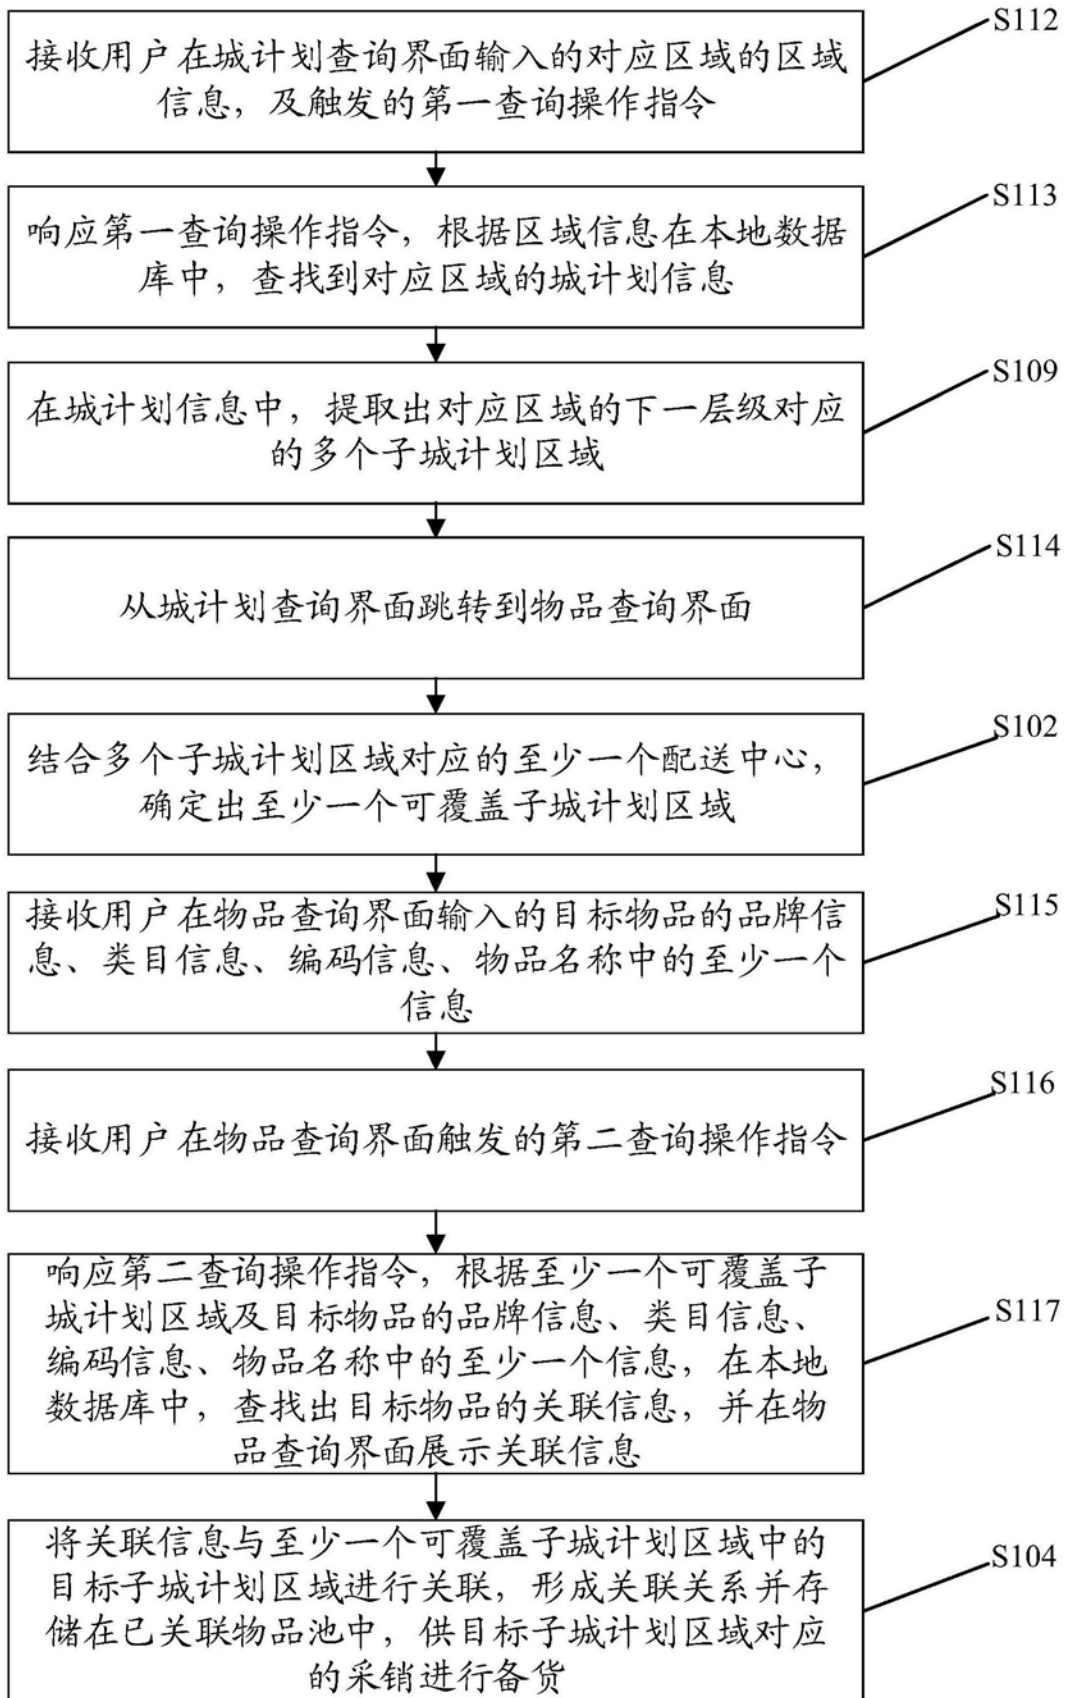 S112
接收用户在城计划查询界面输入的对应区域的区域
信息，及触发的第一查询操作指令
S113
响应第一查询操作指令，根据区域信息在本地数据
库中，查找到对应区域的城计划信息
S109
在城计划信息中，提取出对应区域的下一层级对应
的多个子城计划区域
S114
从城计划查询界面跳转到物品查询界面
S102
结合多个子城计划区域对应的至少一个配送中心，
确定出至少一个可覆盖子城计划区域
S115
接收用户在物品查询界面输入的目标物品的品牌信
息、类目信息、编码信息、物品名称中的至少一个
信息
S116
接收用户在物品查询界面触发的第二查询操作指令
S117
响应第二查询操作指令，根据至少一个可覆盖子
城计划区域及目标物品的品牌信息、类目信息、
编码信息、物品名称中的至少一个信息，在本地
数据库中，查找出目标物品的关联信息，并在物
品查询界面展示关联信息
S104
将关联信息与至少一个可覆盖子城计划区域中的
目标子城计划区域进行关联，形成关联关系并存
储在已关联物品池中，供目标子城计划区域对应
的采销进行备货